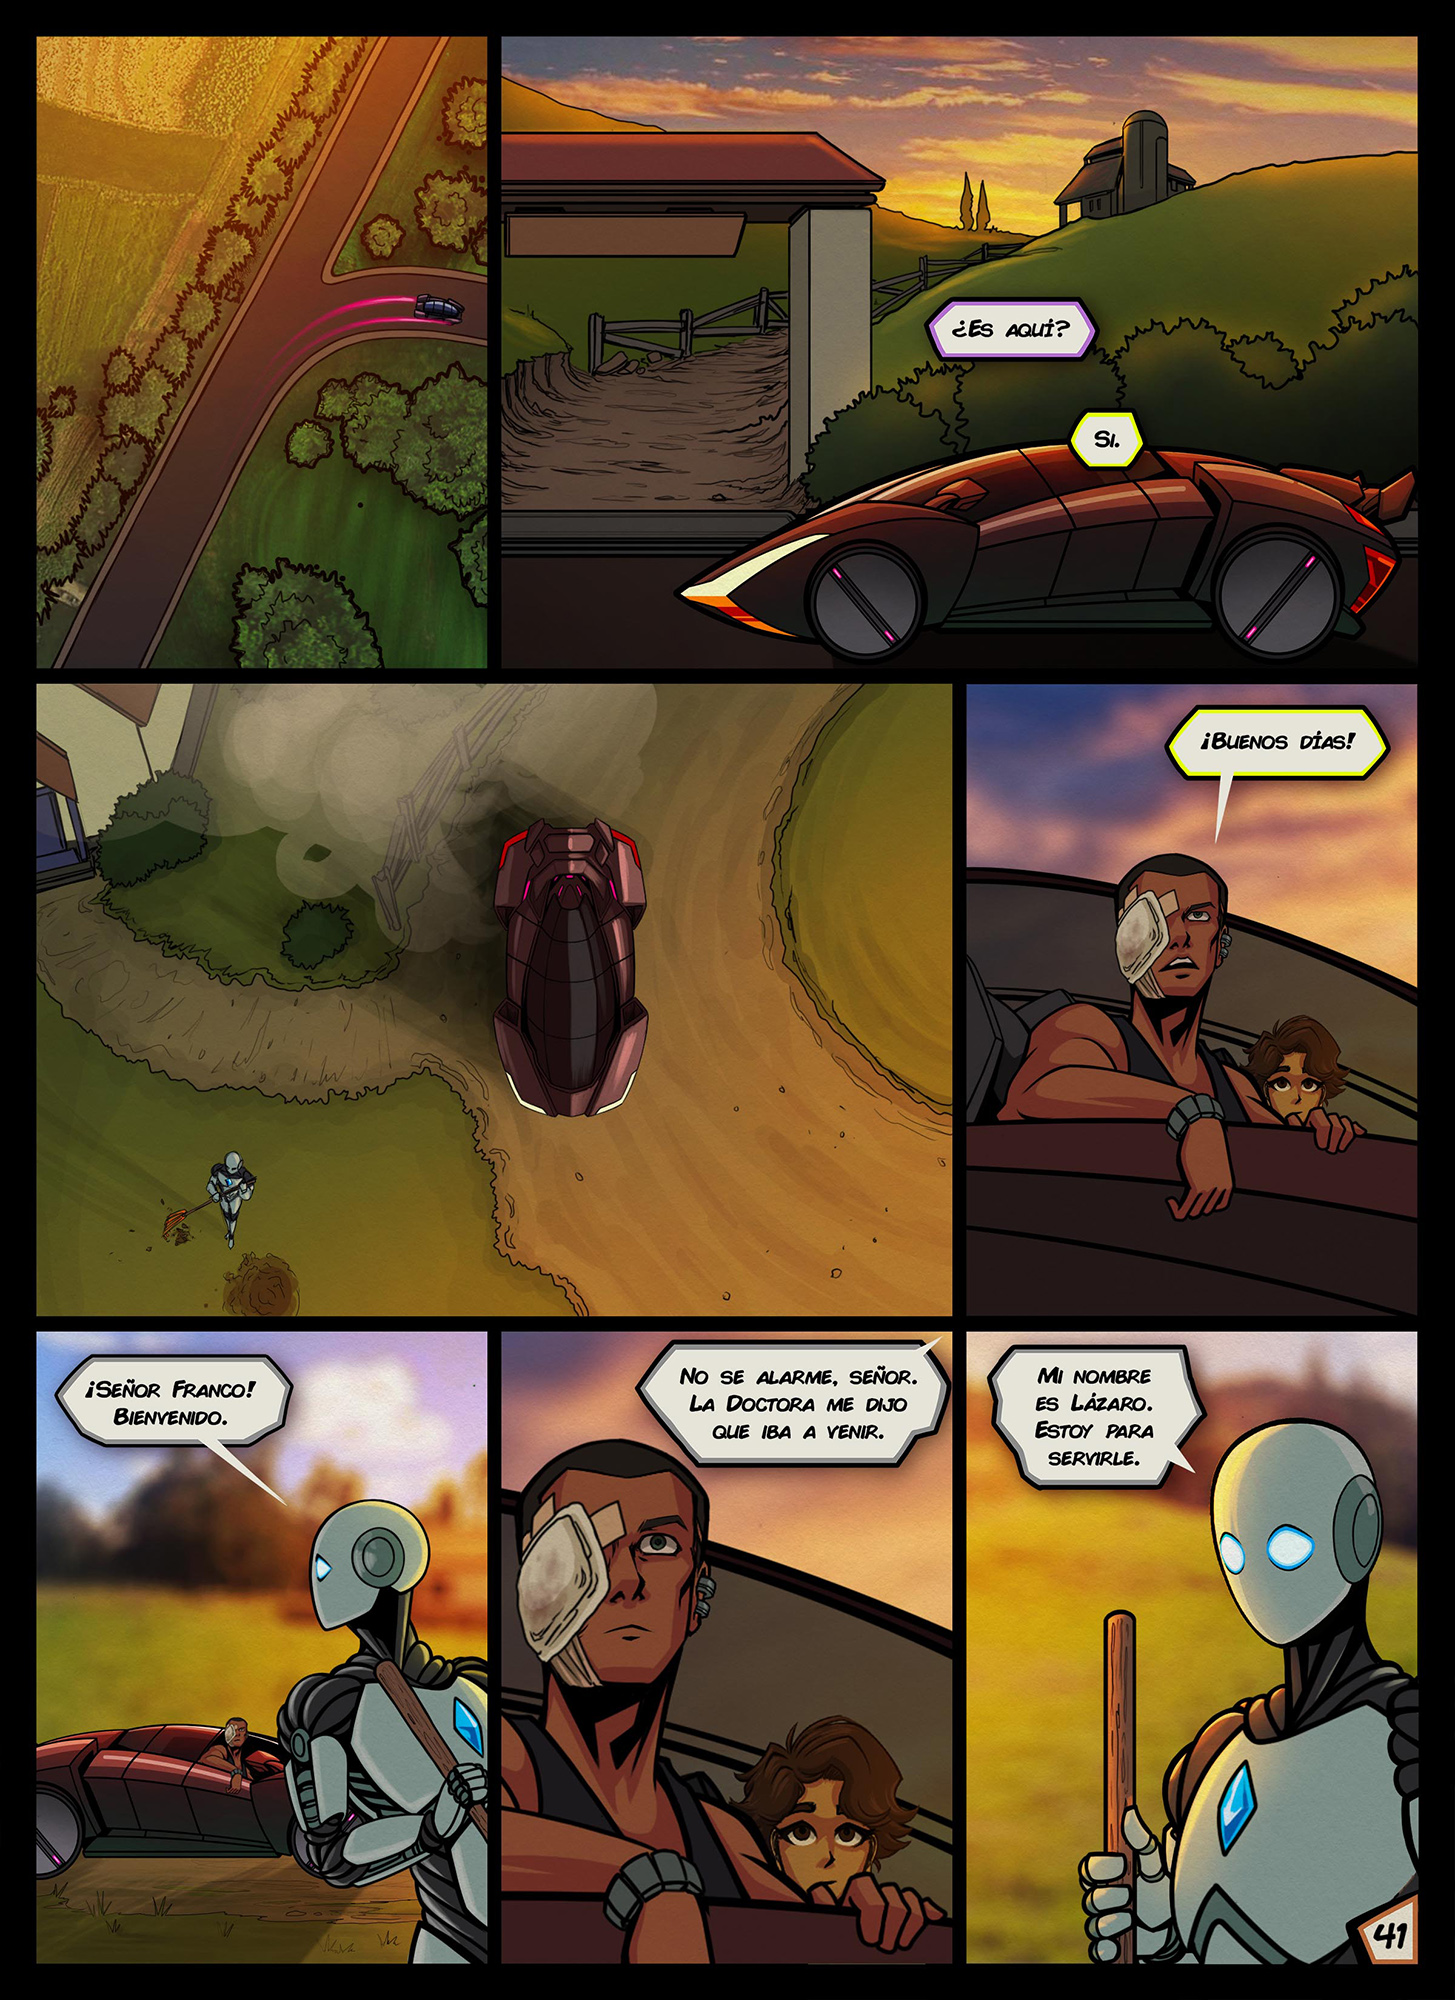 ¿Es aquí?
Si.
¡Buenos días!
¡Señor Franco!
Bienvenido.
No se alarme, señor.
La Doctora me dijo
que iba a venir.
Mi nombre
es Lázaro.
Estoy para
servirle.
41